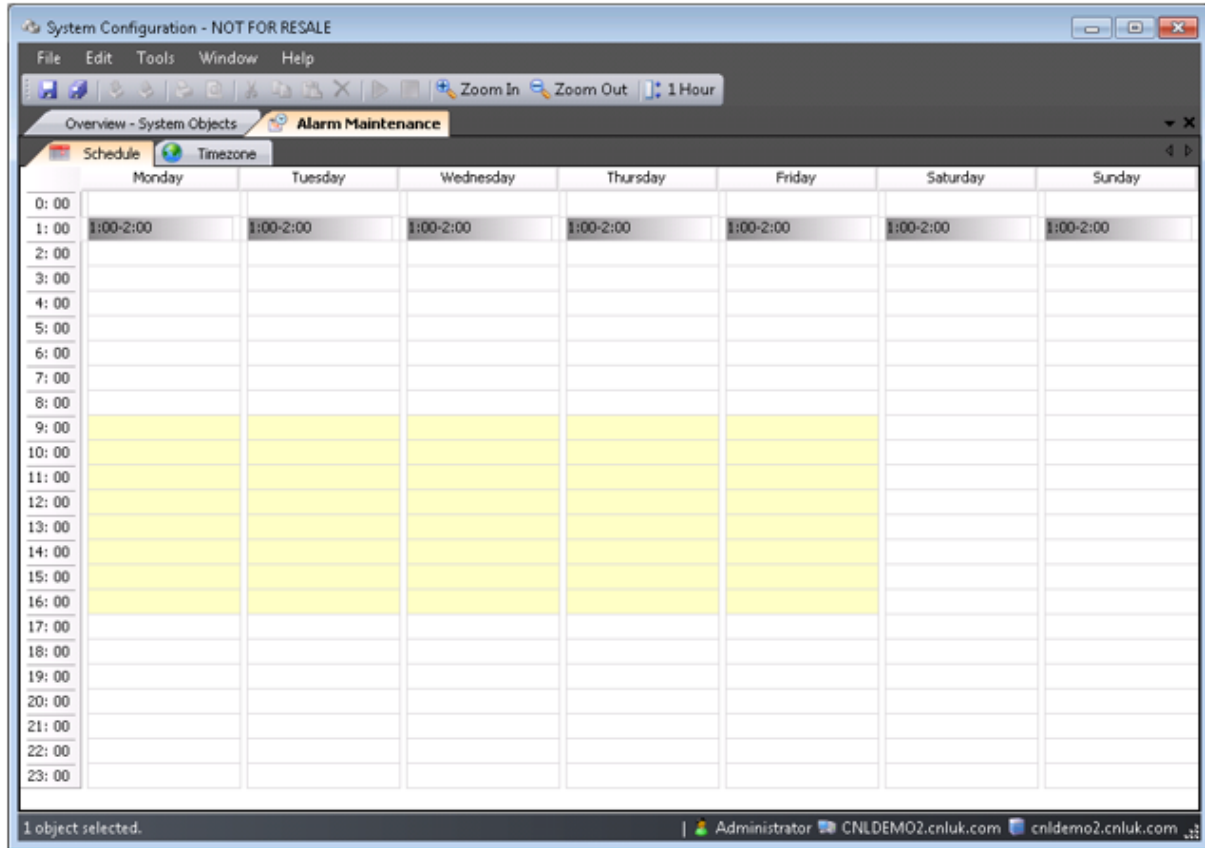 System Configuration - NOT FOR RESALE
File Edit Tools Window Help
Zoom In Zoom Out 1 Hour
Overview - System Objects Alarm Maintenance
Schedule Timezone
Monday Tuesday Wednesday Thursday Friday Saturday Sunday
0: 00
1: 00 1:00-2:00 1:00-2:00 1:00-2:00 1:00-2:00 1:00-2:00 1:00-2:00 1:00-2:00
2: 00
3: 00
4: 00
5: 00
6: 00
7: 00
8: 00
9: 00
10: 00
11: 00
12: 00
13: 00
14: 00
15: 00
16: 00
17: 00
18: 00
19: 00
20: 00
21: 00
22: 00
23: 00
1 object selected. | Administrator CNLDEMO2.cnluk.com cnldemo2.cnluk.com